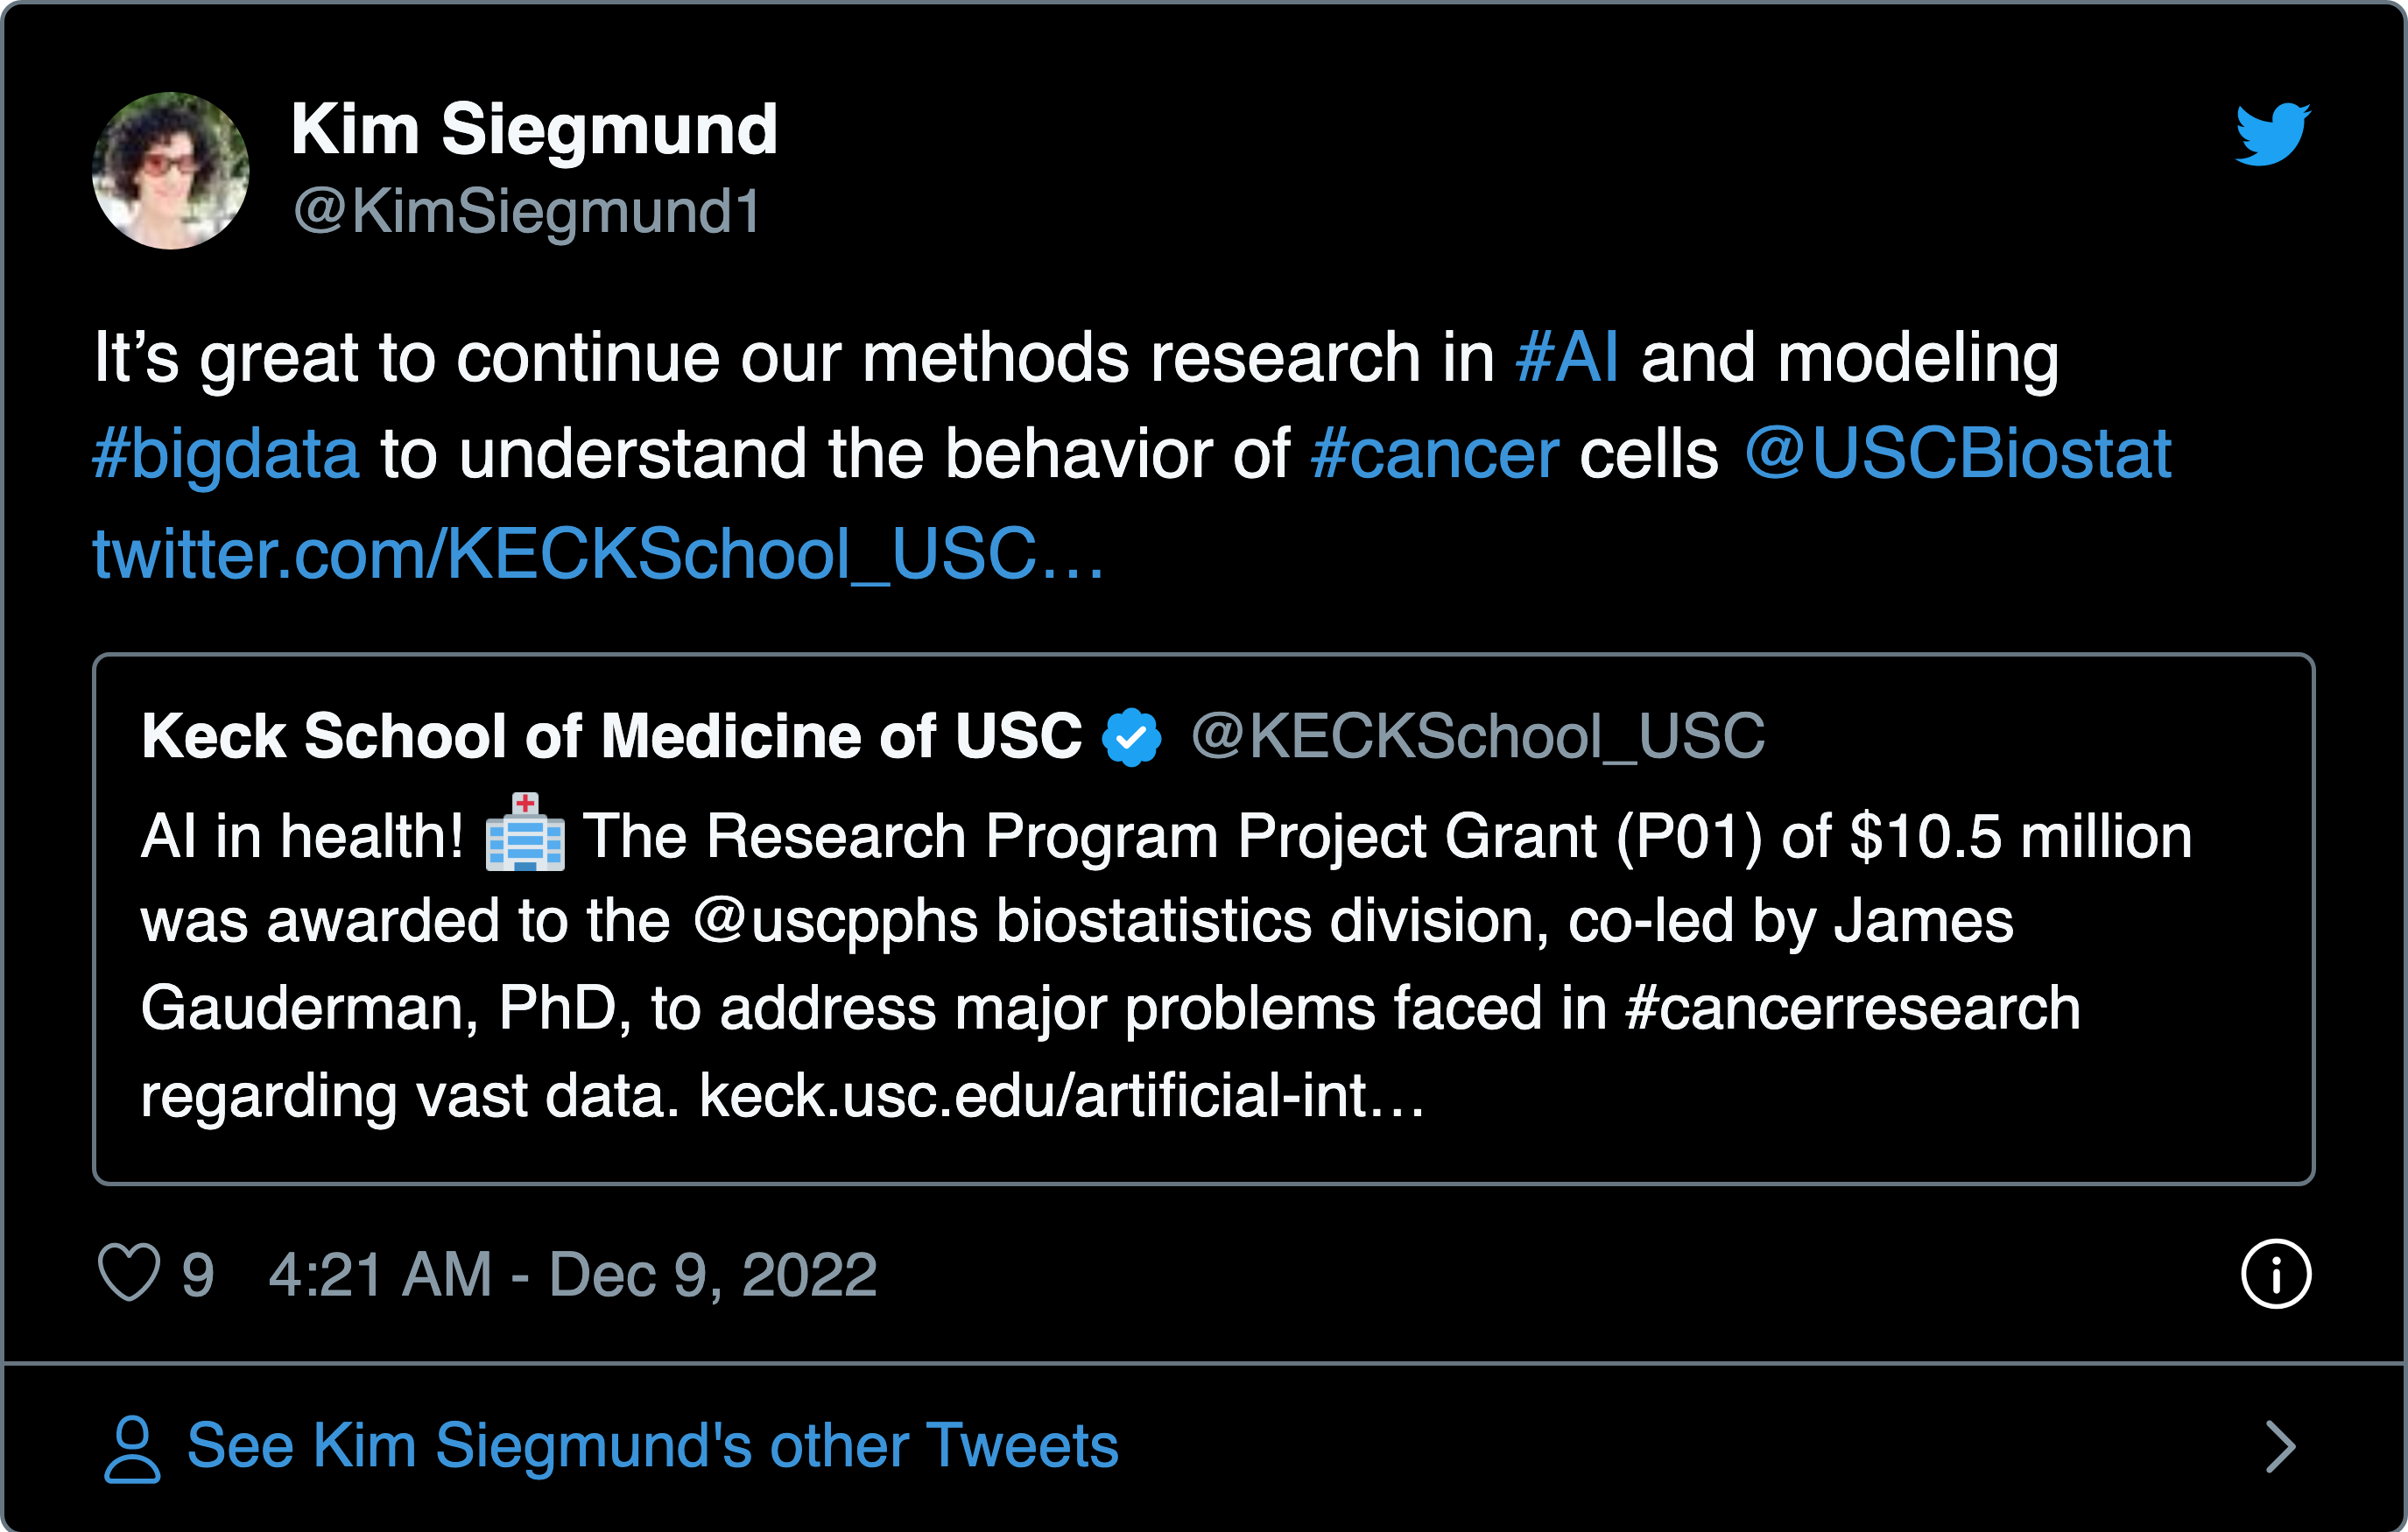 Kim Siegmund
@KimSiegmund1
It’s great to continue our methods research in #AI and modeling
#bigdata to understand the behavior of #cancer cells @USCBiostat
twitter.com/KECKSchool_USC…
Keck School of Medicine of USC @KECKSchool_USC
AI in health! 🏥 The Research Program Project Grant (P01) of $10.5 million
was awarded to the @uscpphs biostatistics division, co-led by James
Gauderman, PhD, to address major problems faced in #cancerresearch
regarding vast data. keck.usc.edu/artificial-int…
9 4:21 AM - Dec 9, 2022
See Kim Siegmund's other Tweets